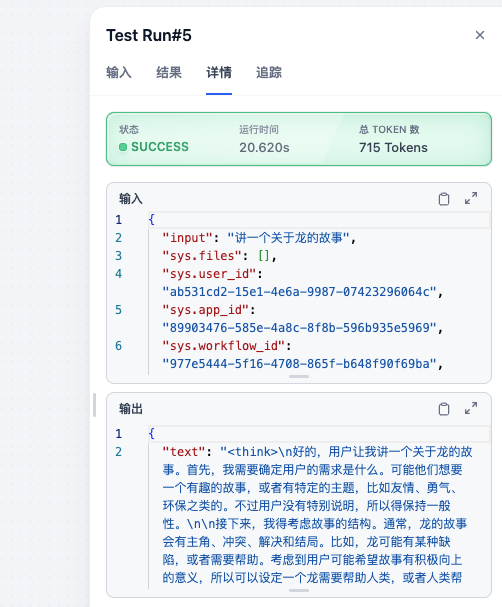 Test Run#5
输入 结果 详情 追踪
状态 运行时间 总 TOKEN 数
SUCCESS 20.620s 715 Tokens
输入
1 {
2 "input": "讲一个关于龙的故事",
3 "sys.files": [],
4 "sys.user_id":
"ab531cd2-15e1-4e6a-9987-07423296064c",
5 "sys.app_id":
"89903476-585e-4a8c-8f8b-596b935e5969",
6 "sys.workflow_id":
"977e5444-5f16-4708-865f-b648f90f69ba",
输出
1 {
2 "text": "<think>\n好的，用户让我讲一个关于龙的故
事。首先，我需要确定用户的需求是什么。可能他们想要
一个有趣的故事，或者有特定的主题，比如友情、勇气、
环保之类的。不过用户没有特别说明，所以得保持一般
性。\n\n接下来，我得考虑故事的结构。通常，龙的故事
会有主角、冲突、解决和结局。比如，龙可能有某种缺
陷，或者需要帮助。考虑到用户可能希望故事有积极向上
的意义，所以可以设定一个龙需要帮助人类，或者人类帮